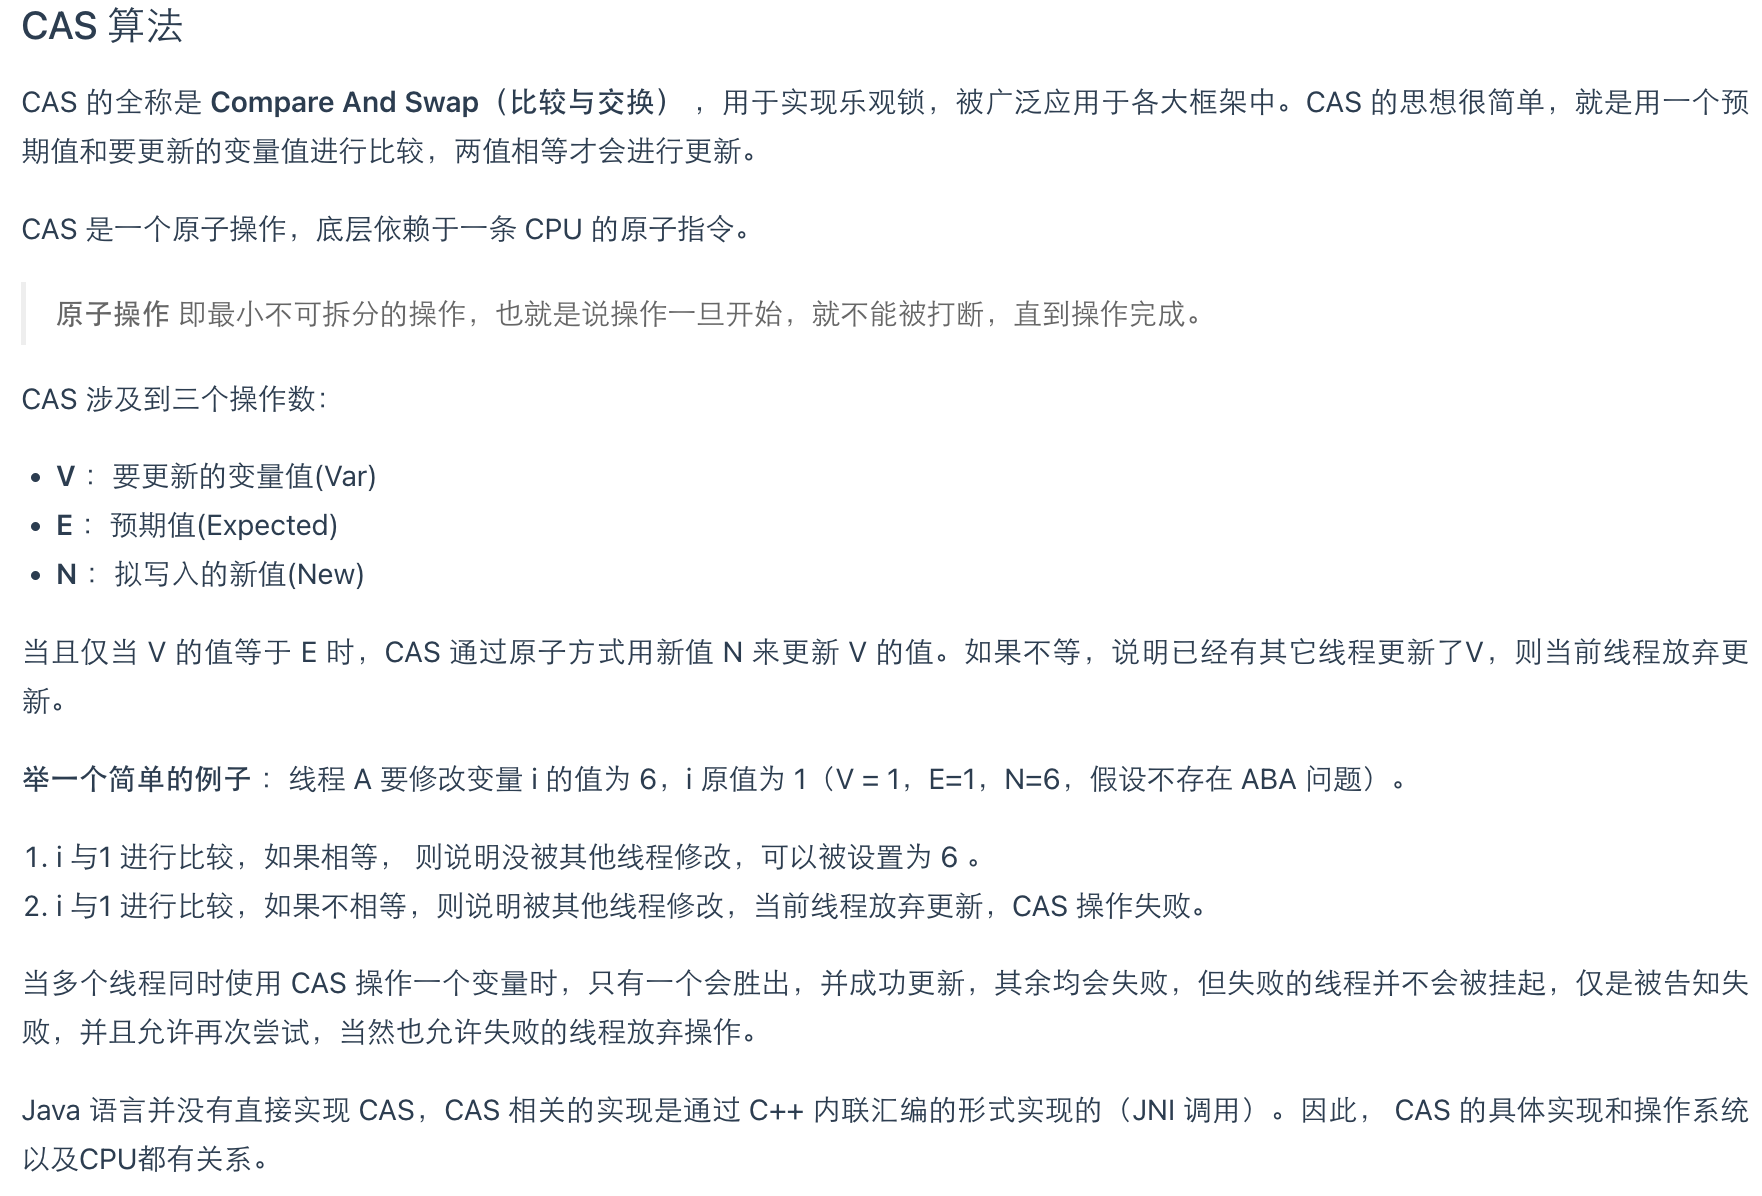 CAS 算法
CAS 的全称是 Compare And Swap（比较与交换） ，用于实现乐观锁，被广泛应用于各大框架中。CAS 的思想很简单，就是用一个预
期值和要更新的变量值进行比较，两值相等才会进行更新。
CAS 是一个原子操作，底层依赖于一条 CPU 的原子指令。
原子操作 即最小不可拆分的操作，也就是说操作一旦开始，就不能被打断，直到操作完成。
CAS 涉及到三个操作数：
• V ： 要更新的变量值(Var)
• E ： 预期值(Expected)
• N ： 拟写入的新值(New)
当且仅当 V 的值等于 E 时，CAS 通过原子方式用新值 N 来更新 V 的值。如果不等，说明已经有其它线程更新了V，则当前线程放弃更
新。
举一个简单的例子 ： 线程 A 要修改变量 i 的值为 6，i 原值为 1（V = 1，E=1，N=6，假设不存在 ABA 问题）。
1. i 与1 进行比较，如果相等， 则说明没被其他线程修改，可以被设置为 6 。
2. i 与1 进行比较，如果不相等，则说明被其他线程修改，当前线程放弃更新，CAS 操作失败。
当多个线程同时使用 CAS 操作一个变量时，只有一个会胜出，并成功更新，其余均会失败，但失败的线程并不会被挂起，仅是被告知失
败，并且允许再次尝试，当然也允许失败的线程放弃操作。
Java 语言并没有直接实现 CAS，CAS 相关的实现是通过 C++ 内联汇编的形式实现的（JNI 调用）。因此， CAS 的具体实现和操作系统
以及CPU都有关系。